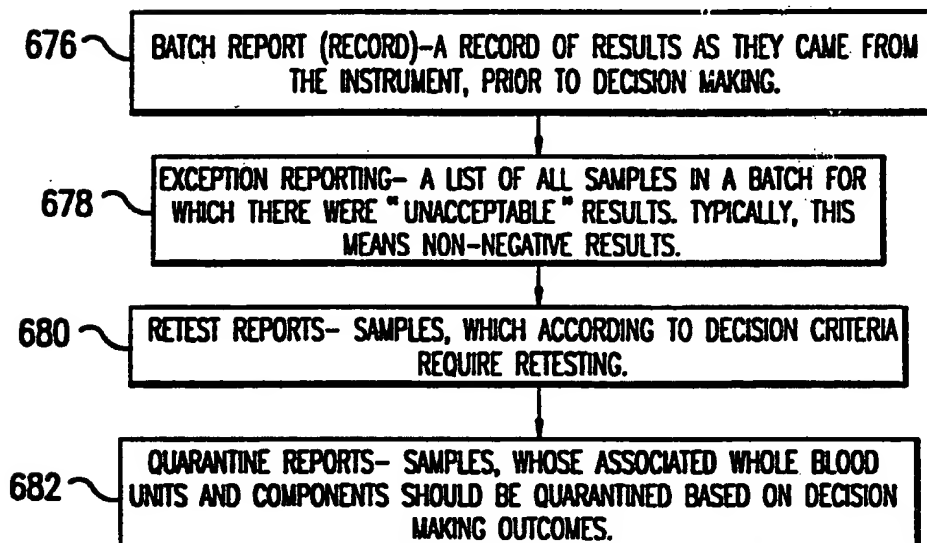 676 BATCH REPORT (RECORD)-A RECORD OF RESULTS AS THEY CAME FROM
THE INSTRUMENT, PRIOR TO DECISION MAKING.
678 EXCEPTION REPORTING- A LIST OF ALL SAMPLES IN A BATCH FOR
WHICH THERE WERE "UNACCEPTABLE" RESULTS. TYPICALLY, THIS
MEANS NON-NEGATIVE RESULTS.
680 RETEST REPORTS- SAMPLES, WHICH ACCORDING TO DECISION CRITERIA
REQUIRE RETESTING.
682 QUARANTINE REPORTS- SAMPLES, WHOSE ASSOCIATED WHOLE BLOOD
UNITS AND COMPONENTS SHOULD BE QUARANTINED BASED ON DECISION
MAKING OUTCOMES.